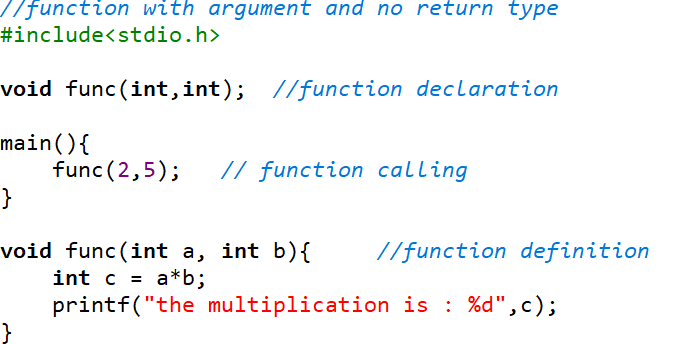 //function with argument and no return type
#include<stdio.h>
void func(int,int);  //function declaration
main(){
    func(2,5);   // function calling
}
void func(int a, int b){     //function definition
    int c = a*b;
    printf("the multiplication is : %d",c);
}